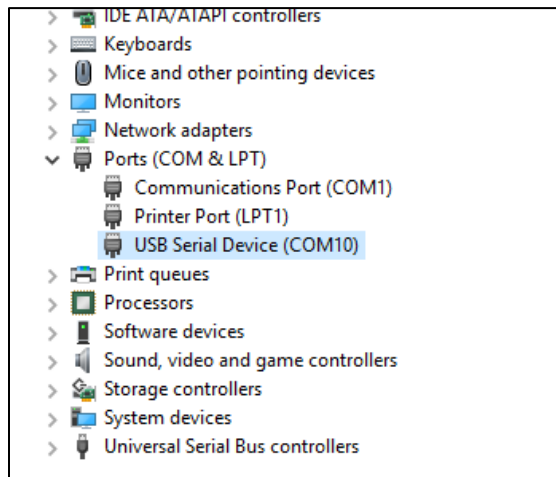 IDE ATA/ATAPI controllers
Keyboards
Mice and other pointing devices
Monitors
Network adapters
Ports (COM & LPT)
Communications Port (COM1)
Printer Port (LPT1)
USB Serial Device (COM10)
Print queues
Processors
Software devices
Sound, video and game controllers
Storage controllers
System devices
Universal Serial Bus controllers